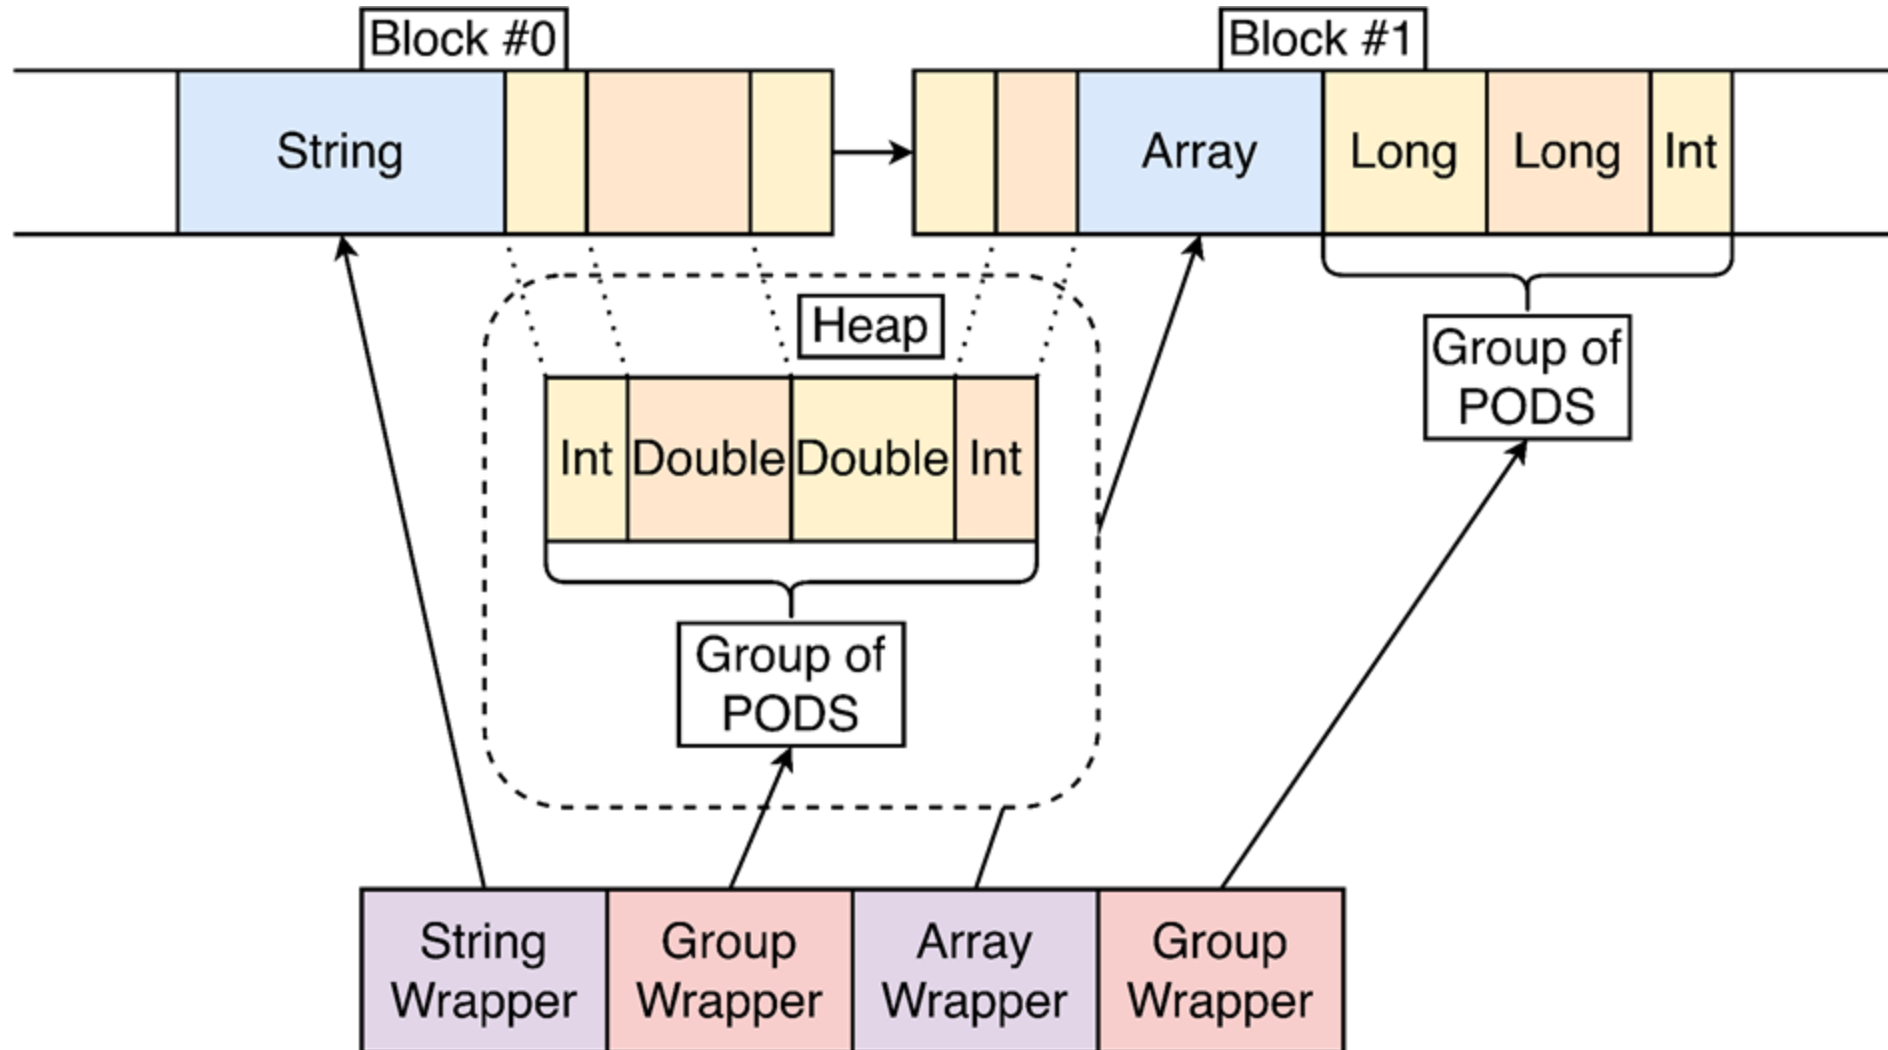 Block #0
Block #1
String
Array
Long
Long
Int
Heap
Group of
PODS
Int
Double
Double
Int
Group of
PODS
String
Wrapper
Group
Wrapper
Array
Wrapper
Group
Wrapper